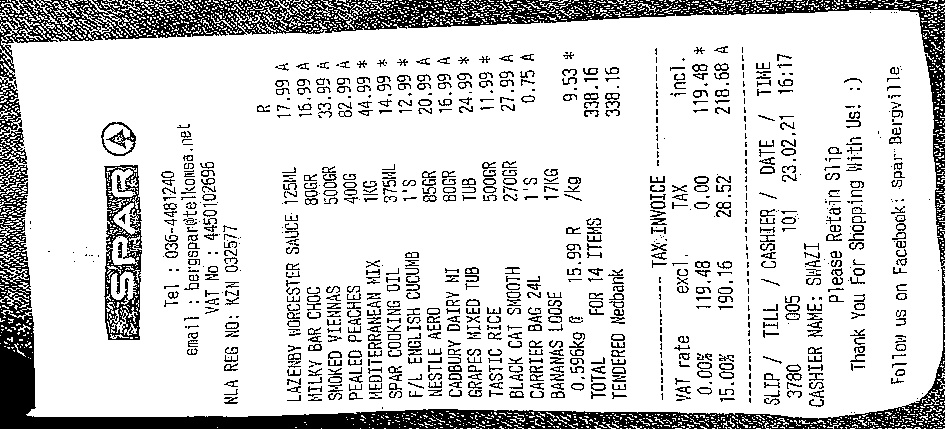 SPAR
Tel : 036-4481240
email : bergspar@telkomsa.net
VAT No : 4450102696
NLA REG NO: KZN 032577
R
LAZENBY WORCESTER SAUCE 125ML 17.99 A
MILKY BAR CHOC 80GR 16.99 A
SMOKED VIENNAS 500GR 33.99 A
PEALED PEACHES 400G 82.99 A
MEDITERRANEAN MIX 1KG 44.99 *
SPAR COOKING OIL 375ML 14.99 *
F/L ENGLISH CUCUMB 1'S 12.99 *
NESTLE AERO 85GR 20.99 A
CADBURY DAIRY MI 80GR 16.99 A
GRAPES MIXED TUB TUB 24.99 *
TASTIC RICE 500GR 11.99 *
BLACK CAT SMOOTH 270GR 27.99 A
CARRIER BAG 24L 1'S 0.75 A
BANANAS LOOSE 17KG
0.596kg @ 15.99 R /kg 9.53 *
TOTAL FOR 14 ITEMS 338.16
TENDERED Nedbank 338.16
TAX INVOICE
VAT rate excl. TAX incl.
0.00% 119.48 0.00 119.48 *
15.00% 190.16 28.52 218.68 A
SLIP / TILL / CASHIER / DATE / TIME
3780 005 101 23.02.21 16:17
CASHIER NAME: SWAZI
Please Retain Slip
Thank You For Shopping With Us! :)
Follow us on Facebook: Spar Bergville